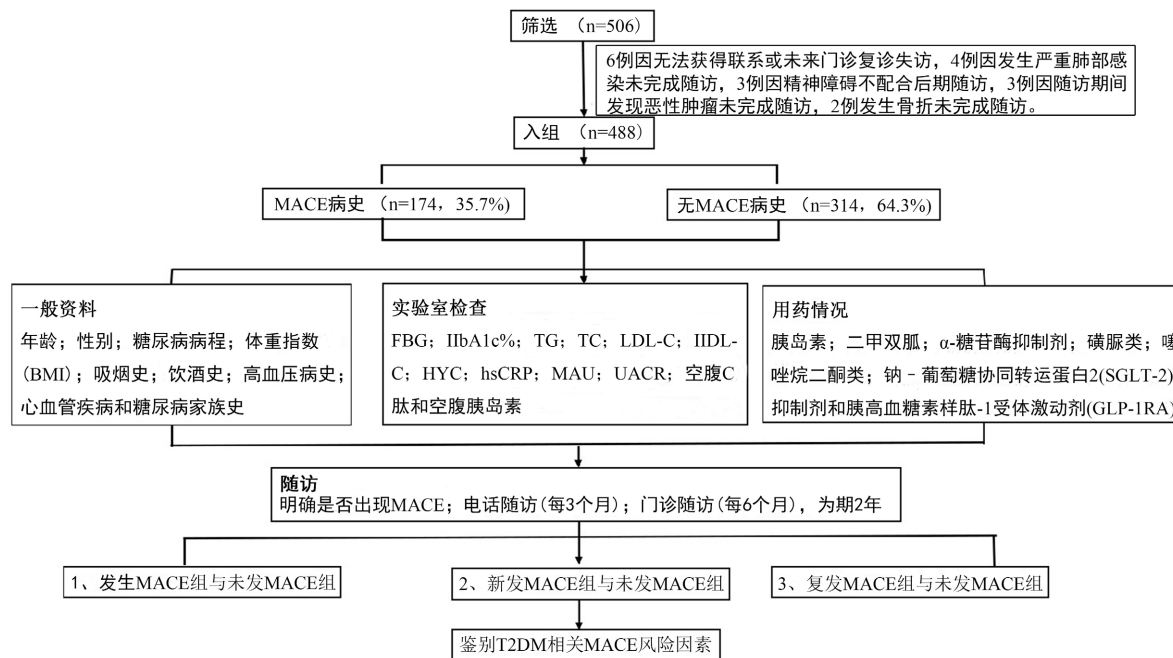 筛选 （n=506）
6例因无法获得联系或未来门诊复诊失访，4例因发生严重肺部感
染未完成随访，3例因精神障碍不配合后期随访，3例因随访期间
发现恶性肿瘤未完成随访，2例发生骨折未完成随访。
入组 （n=488）
MACE病史 （n=174，35.7%)
无MACE病史 （n=314，64.3%)
一般资料
年龄；性别；糖尿病病程；体重指数
(BMI)；吸烟史；饮酒史；高血压病史；
心血管疾病和糖尿病家族史
实验室检查
FBG；IIbA1c%；TG；TC；LDL-C；IIDL-
C；HYC；hsCRP；MAU；UACR；空腹C
肽和空腹胰岛素
用药情况
胰岛素；二甲双胍；α-糖苷酶抑制剂；磺脲类；噻
唑烷二酮类；钠–葡萄糖协同转运蛋白2(SGLT-2)
抑制剂和胰高血糖素样肽-1受体激动剂(GLP-1RA)
随访
明确是否出现MACE；电话随访(每3个月)；门诊随访(每6个月)，为期2年
1、发生MACE组与未发MACE组
2、新发MACE组与未发MACE组
3、复发MACE组与未发MACE组
鉴别T2DM相关MACE风险因素